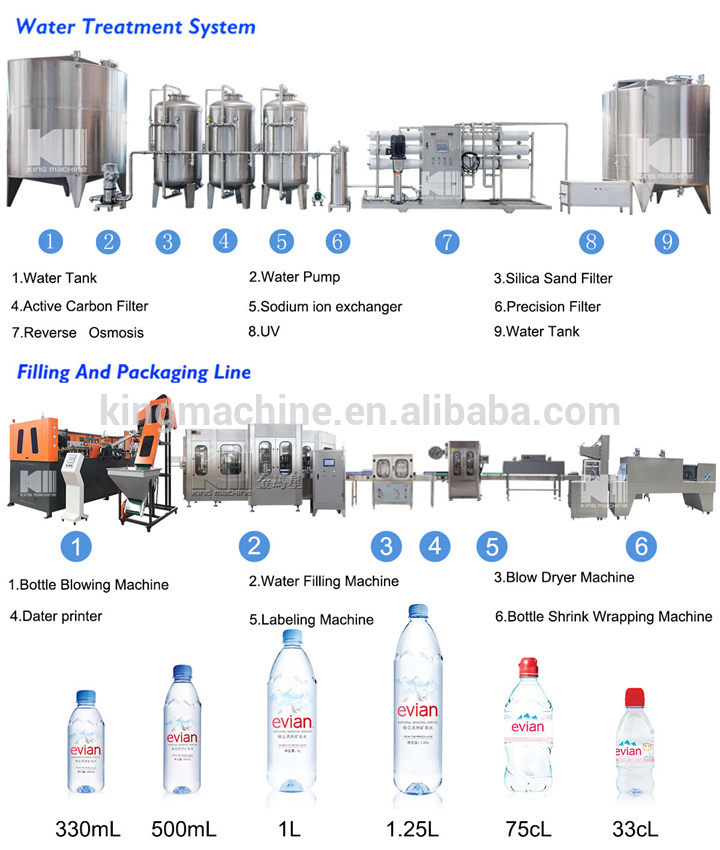 Water Treatment System
KM
King machine
KM
King machine
KM
King machine
1 2 3 4 5 6 7 8 9
1.Water Tank 2.Water Pump 3.Silica Sand Filter
4.Active Carbon Filter 5.Sodium ion exchanger 6.Precision Filter
7.Reverse Osmosis 8.UV 9.Water Tank
Filling And Packaging Line
kingmachine.en.alibaba.com
King machine
King machine
1 2 3 4 5 6
1.Bottle Blowing Machine 2.Water Filling Machine 3.Blow Dryer Machine
4.Dater printer 5.Labeling Machine 6.Bottle Shrink Wrapping Machine
evian evian evian evian evian evian
330mL 500mL 1L 1.25L 75cL 33cL